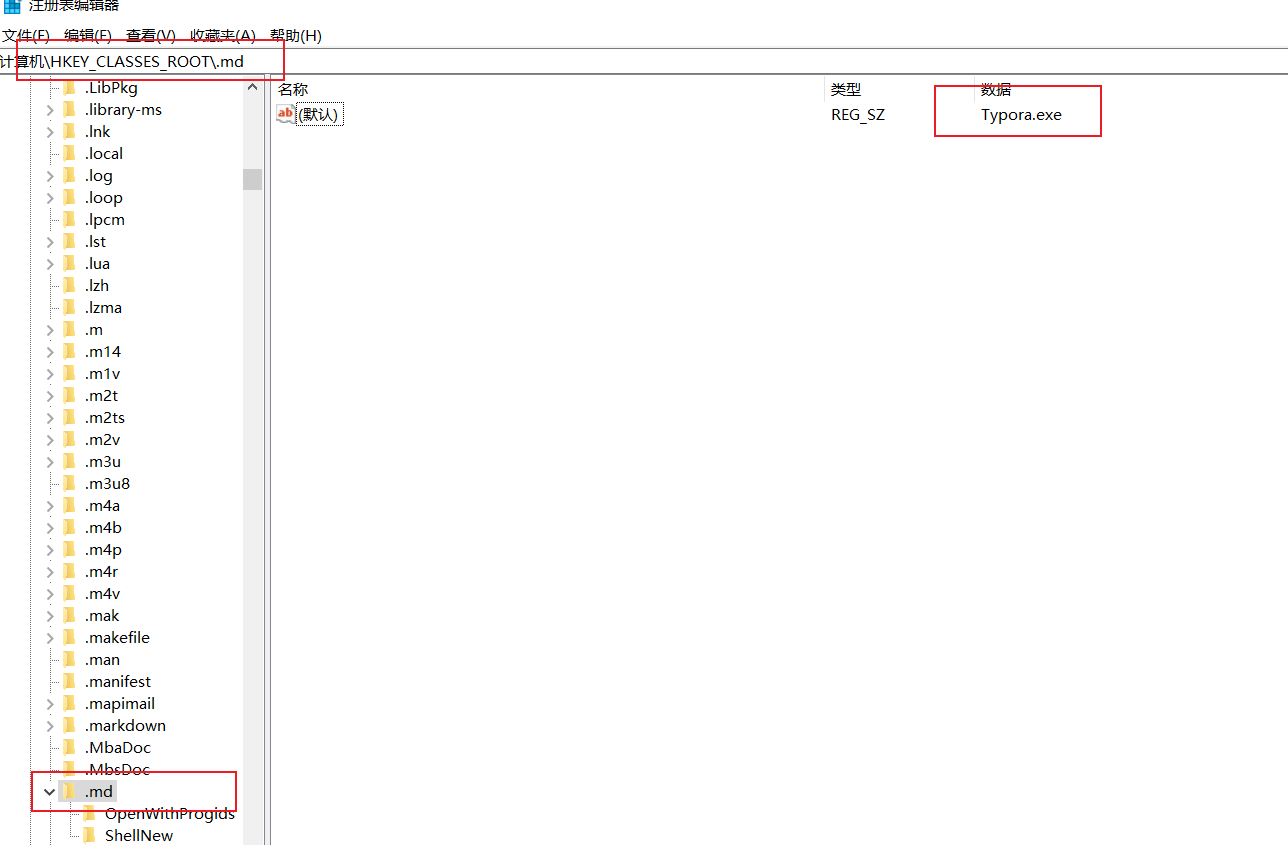 注册表编辑器
文件(F) 编辑(E) 查看(V) 收藏夹(A) 帮助(H)
计算机\HKEY_CLASSES_ROOT\.md
名称 类型 数据
ab (默认) REG_SZ Typora.exe
.LibPkg
.library-ms
.lnk
.local
.log
.loop
.lpcm
.lst
.lua
.lzh
.lzma
.m
.m14
.m1v
.m2t
.m2ts
.m2v
.m3u
.m3u8
.m4a
.m4b
.m4p
.m4r
.m4v
.mak
.makefile
.man
.manifest
.mapimail
.markdown
.MbaDoc
.MbsDoc
.md
OpenWithProgids
ShellNew